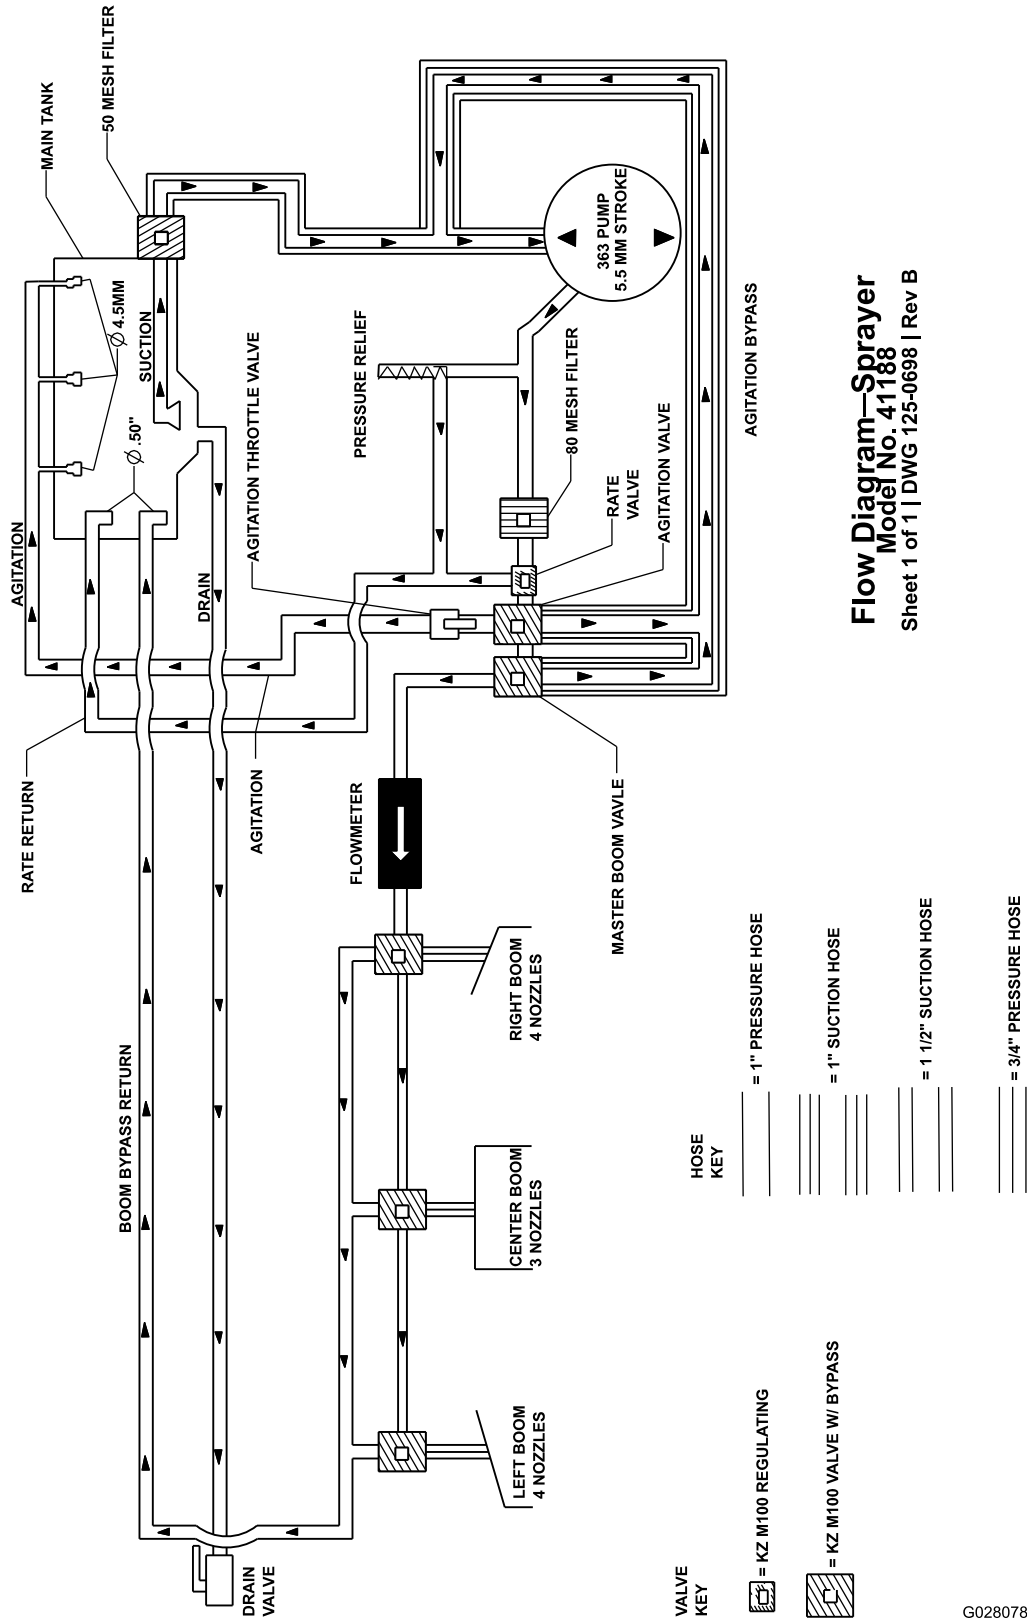 50 MESH FILTER
MAIN TANK
AGITATION
SUCTION
Ø 4.5MM
Ø .50"
DRAIN
AGITATION THROTTLE VALVE
PRESSURE RELIEF
363 PUMP
5.5 MM STROKE
80 MESH FILTER
RATE
VALVE
AGITATION VALVE
AGITATION BYPASS
RATE RETURN
AGITATION
FLOWMETER
MASTER BOOM VAVLE
BOOM BYPASS RETURN
RIGHT BOOM
4 NOZZLES
CENTER BOOM
3 NOZZLES
LEFT BOOM
4 NOZZLES
DRAIN
VALVE
VALVE
KEY
= KZ M100 REGULATING
= KZ M100 VALVE W/ BYPASS
HOSE
KEY
= 1" PRESSURE HOSE
= 1" SUCTION HOSE
= 1 1/2" SUCTION HOSE
= 3/4" PRESSURE HOSE
Flow Diagram—Sprayer
Model No. 41188
Sheet 1 of 1 | DWG 125-0698 | Rev B
G028078